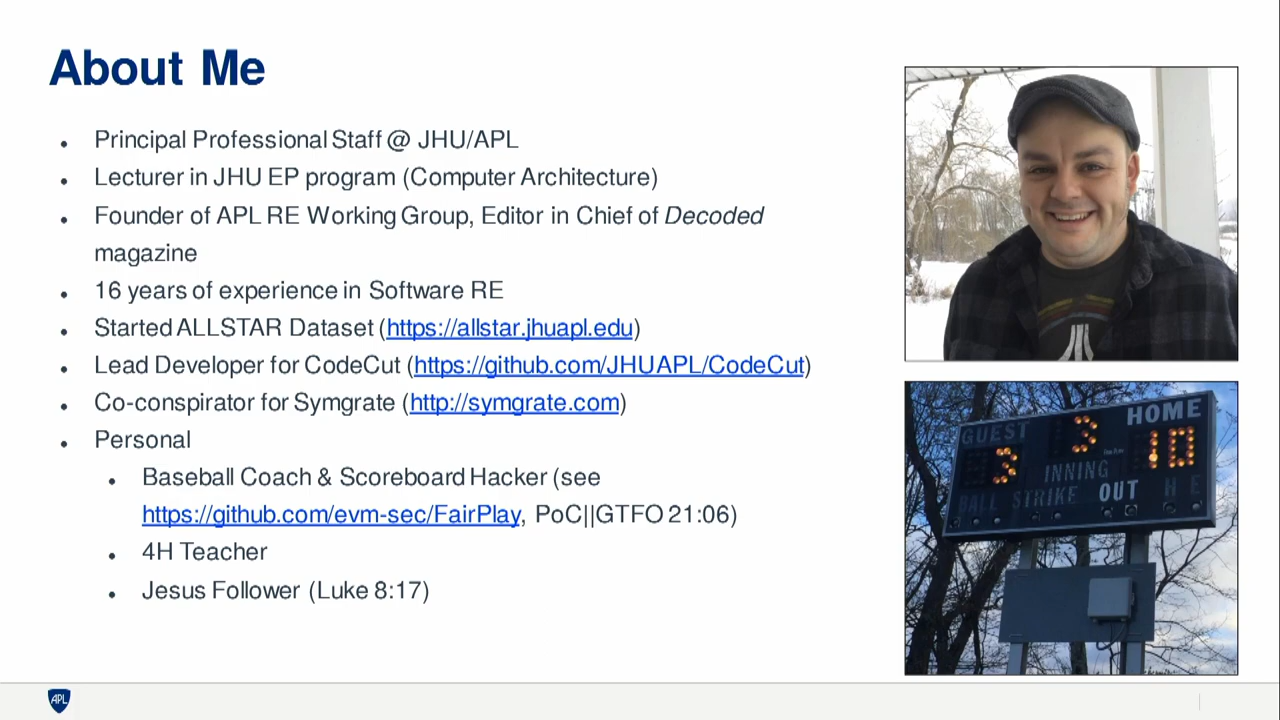 About Me
Principal Professional Staff @ JHU/APL
Lecturer in JHU EP program (Computer Architecture)
Founder of APL RE Working Group, Editor in Chief of Decoded
magazine
16 years of experience in Software RE
Started ALLSTAR Dataset (https://allstar.jhuapl.edu)
Lead Developer for CodeCut (https://github.com/JHUAPL/CodeCut)
Co-conspirator for Symgrate (http://symgrate.com)
Personal
Baseball Coach & Scoreboard Hacker (see
https://github.com/evm-sec/FairPlay, PoC||GTFO 21:06)
4H Teacher
Jesus Follower (Luke 8:17)
GUEST 3 HOME
3 INNING 10
BALL STRIKE OUT H E
APL